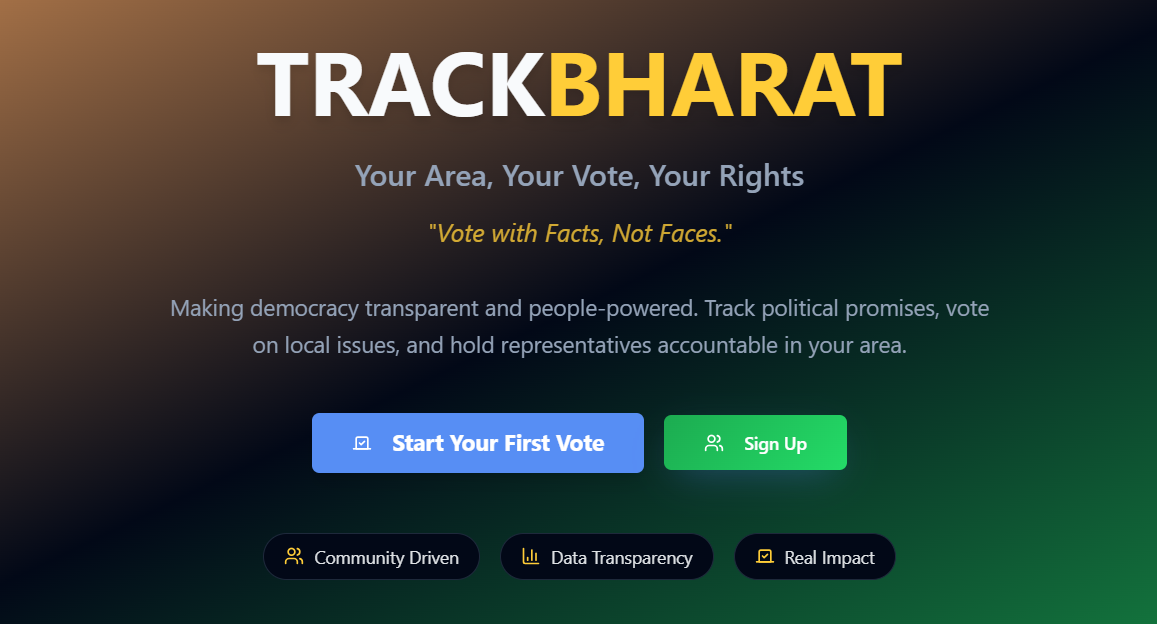 TRACKBHARAT
Your Area, Your Vote, Your Rights
"Vote with Facts, Not Faces."
Making democracy transparent and people-powered. Track political promises, vote
on local issues, and hold representatives accountable in your area.
Start Your First Vote
Sign Up
Community Driven
Data Transparency
Real Impact